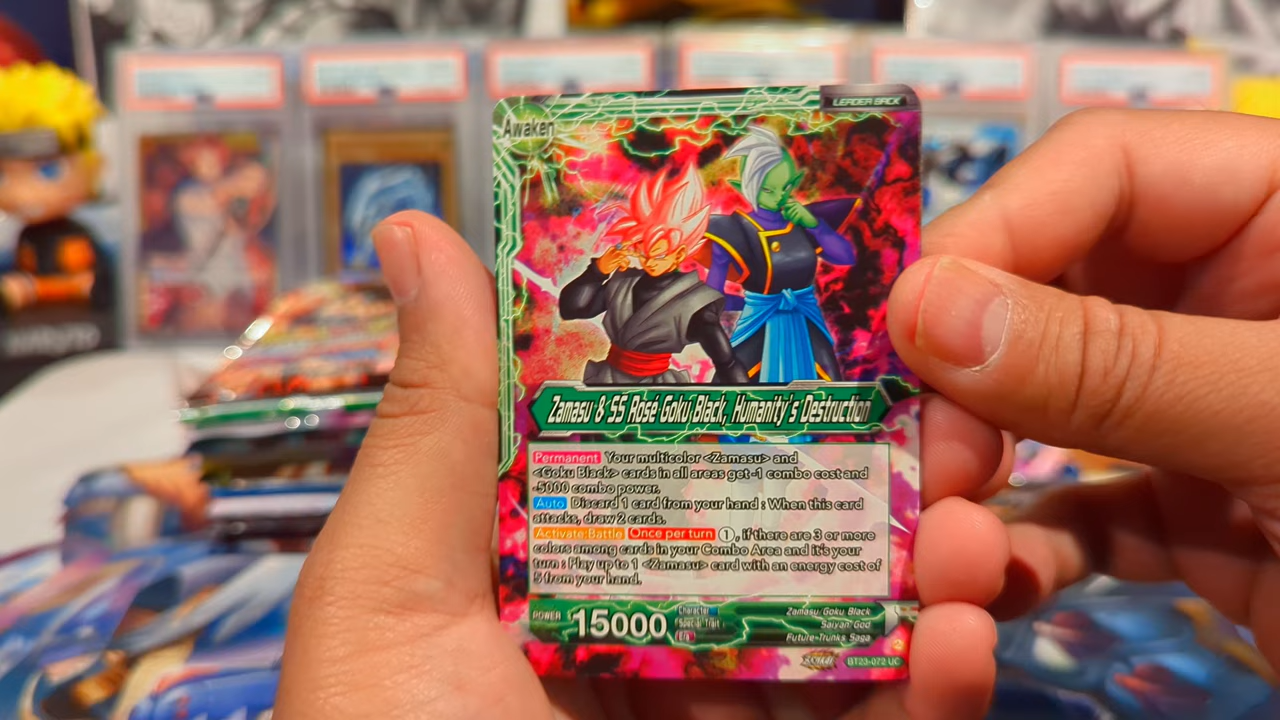 LEADER BACK
Awaken
Zamasu & SS Rosé Goku Black, Humanity's Destruction
Permanent Your multicolor <Zamasu> and
<Goku Black> cards in all areas get -1 combo cost and
-5000 combo power.
Auto Discard 1 card from your hand : When this card
attacks, draw 2 cards.
Activate:Battle Once per turn 1, if there are 3 or more
colors among cards in your Combo Area and it's your
turn : Play up to 1 <Zamasu> card with an energy cost of
5 from your hand.
POWER 15000
Character Zamasu/Goku Black
Special Trait Saiyan/God
Era Future Trunks Saga
BT23-072 UC